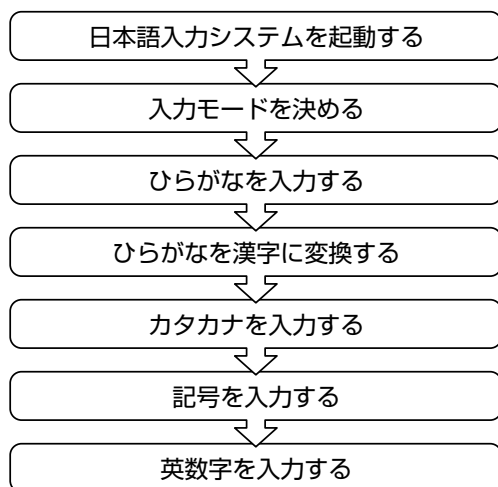 日本語入力システムを起動する
入力モードを決める
ひらがなを入力する
ひらがなを漢字に変換する
カタカナを入力する
記号を入力する
英数字を入力する